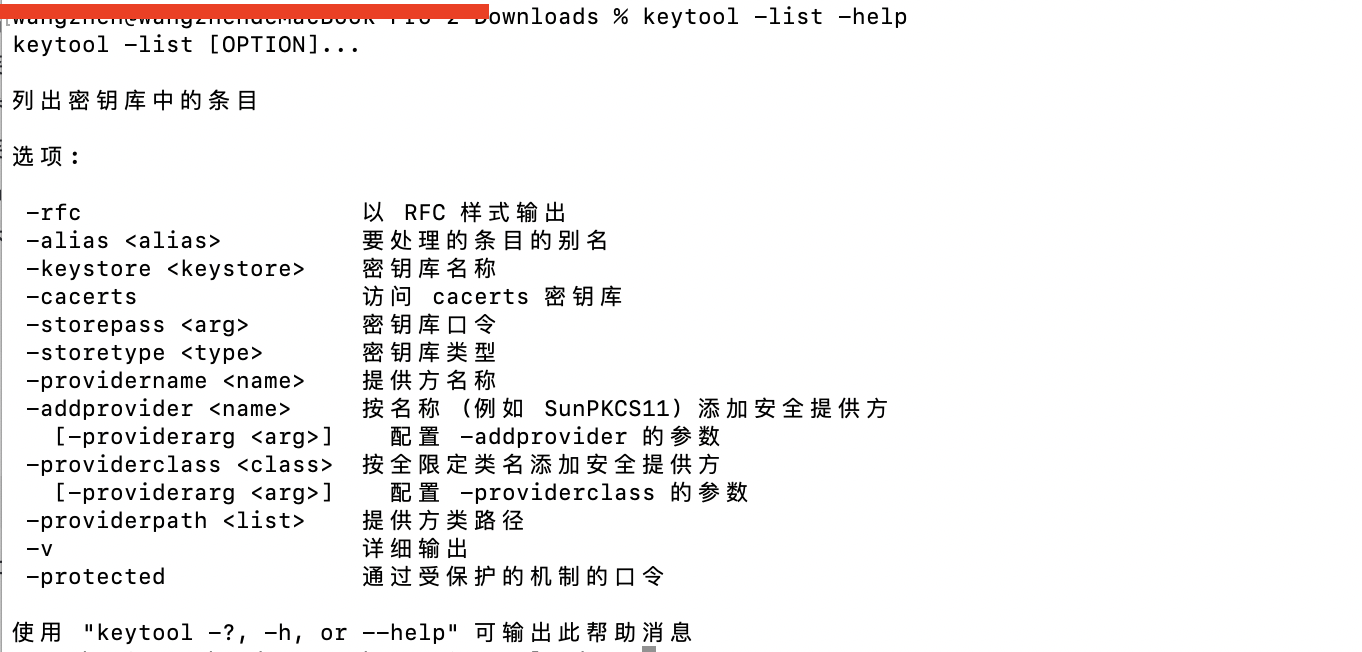 Downloads % keytool -list -help
keytool -list [OPTION]...
列出密钥库中的条目
选项:
-rfc 以 RFC 样式输出
-alias <alias> 要处理的条目的别名
-keystore <keystore> 密钥库名称
-cacerts 访问 cacerts 密钥库
-storepass <arg> 密钥库口令
-storetype <type> 密钥库类型
-providername <name> 提供方名称
-addprovider <name> 按名称 (例如 SunPKCS11) 添加安全提供方
[-providerarg <arg>] 配置 -addprovider 的参数
-providerclass <class> 按全限定类名添加安全提供方
[-providerarg <arg>] 配置 -providerclass 的参数
-providerpath <list> 提供方类路径
-v 详细输出
-protected 通过受保护的机制的口令
使用 "keytool -?, -h, or --help" 可输出此帮助消息